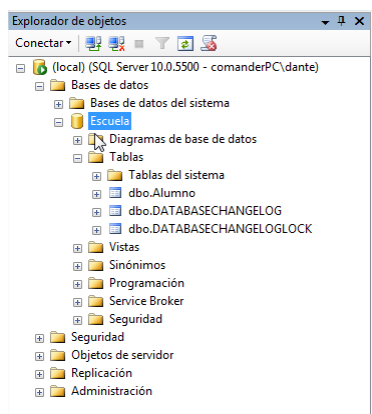 Explorador de objetos
Conectar
(local) (SQL Server 10.0.5500 - comanderPC\dante)
Bases de datos
Bases de datos del sistema
Escuela
Diagramas de base de datos
Tablas
Tablas del sistema
dbo.Alumno
dbo.DATABASECHANGELOG
dbo.DATABASECHANGELOGLOCK
Vistas
Sinónimos
Programación
Service Broker
Seguridad
Seguridad
Objetos de servidor
Replicación
Administración